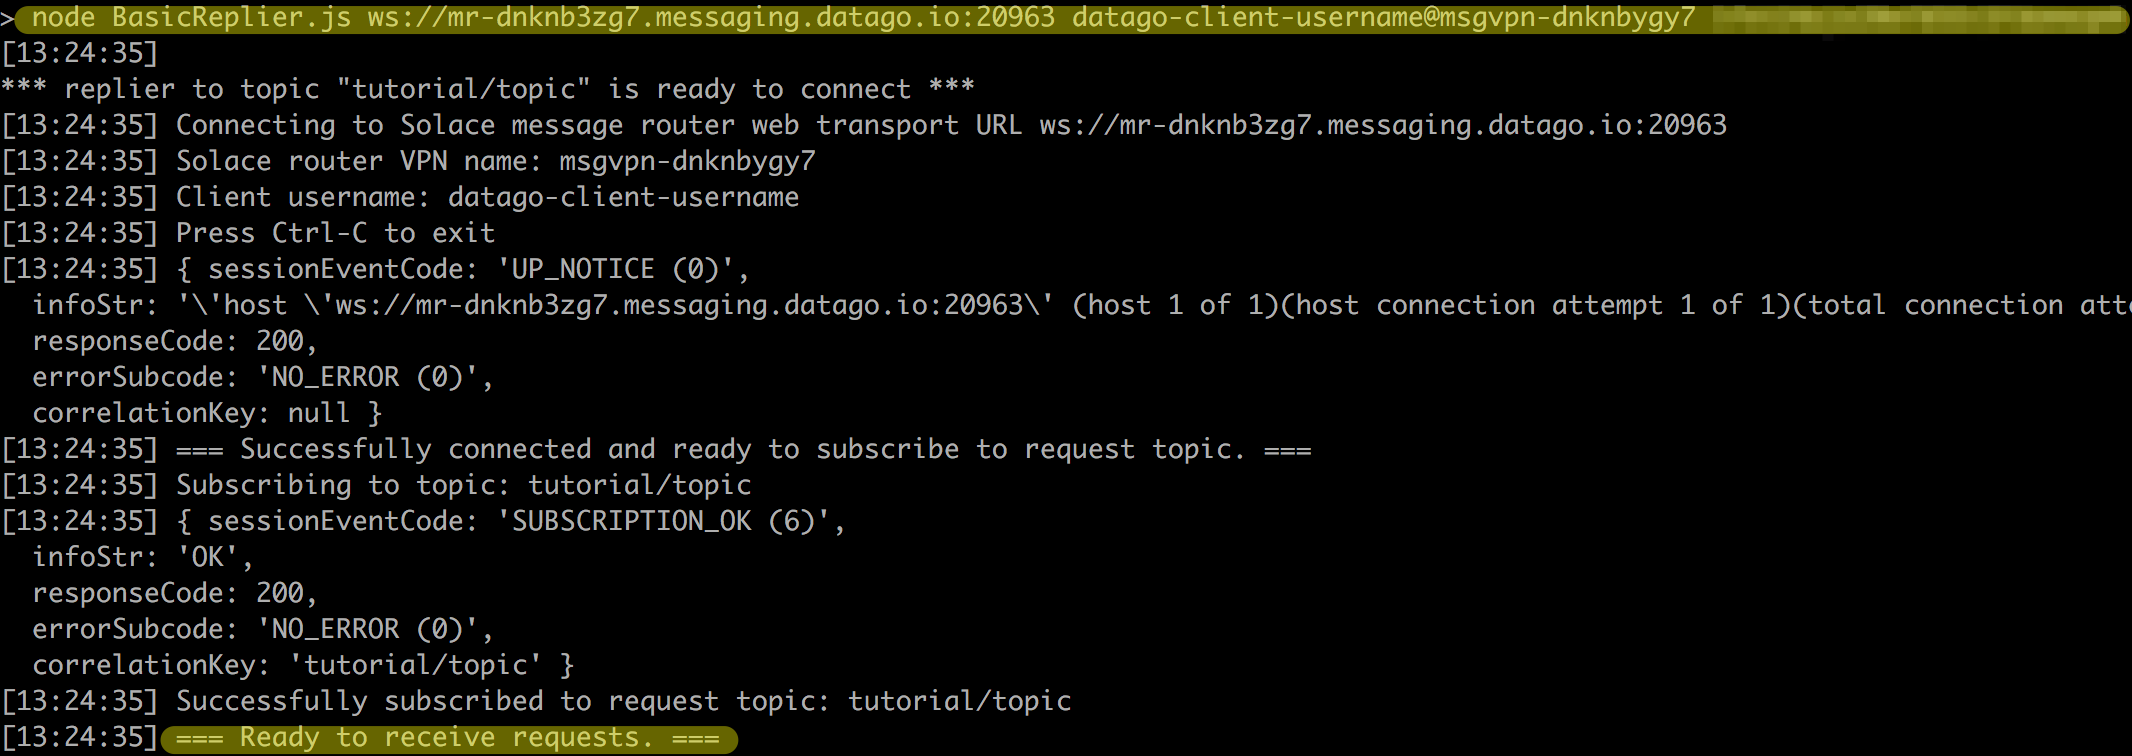 > node BasicReplier.js ws://mr-dnknb3zg7.messaging.datago.io:20963 datago-client-username@msgvpn-dnknbygy7
[13:24:35]
*** replier to topic "tutorial/topic" is ready to connect ***
[13:24:35] Connecting to Solace message router web transport URL ws://mr-dnknb3zg7.messaging.datago.io:20963
[13:24:35] Solace router VPN name: msgvpn-dnknbygy7
[13:24:35] Client username: datago-client-username
[13:24:35] Press Ctrl-C to exit
[13:24:35] { sessionEventCode: 'UP_NOTICE (0)',
  infoStr: '\'host \'ws://mr-dnknb3zg7.messaging.datago.io:20963\' (host 1 of 1)(host connection attempt 1 of 1)(total connection
  responseCode: 200,
  errorSubcode: 'NO_ERROR (0)',
  correlationKey: null }
[13:24:35] === Successfully connected and ready to subscribe to request topic. ===
[13:24:35] Subscribing to topic: tutorial/topic
[13:24:35] { sessionEventCode: 'SUBSCRIPTION_OK (6)',
  infoStr: 'OK',
  responseCode: 200,
  errorSubcode: 'NO_ERROR (0)',
  correlationKey: 'tutorial/topic' }
[13:24:35] Successfully subscribed to request topic: tutorial/topic
[13:24:35] === Ready to receive requests. ===